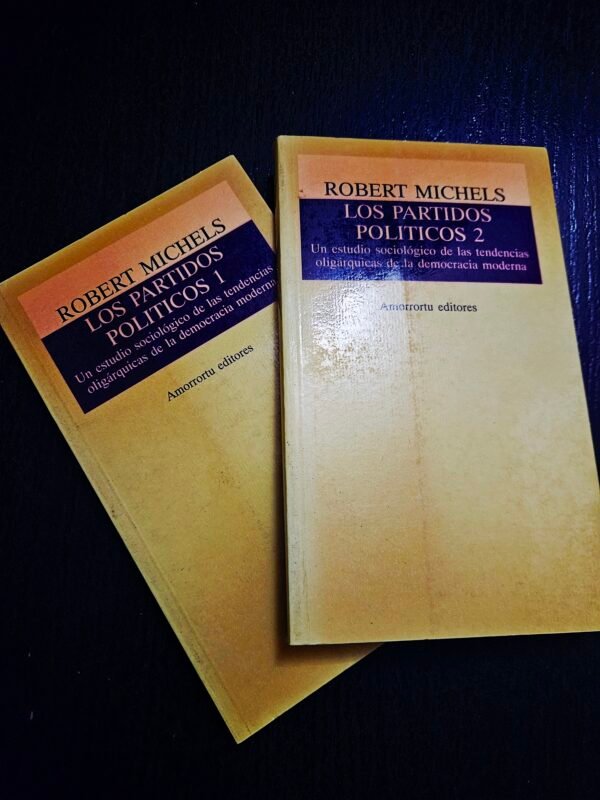 ROBERT MICHELS
LOS PARTIDOS
POLITICOS 1
Un estudio sociológico de las tendencias
oligárquicas de la democracia moderna
Amorrortu editores
ROBERT MICHELS
LOS PARTIDOS
POLITICOS 2
Un estudio sociológico de las tendencias
oligárquicas de la democracia moderna
Amorrortu editores